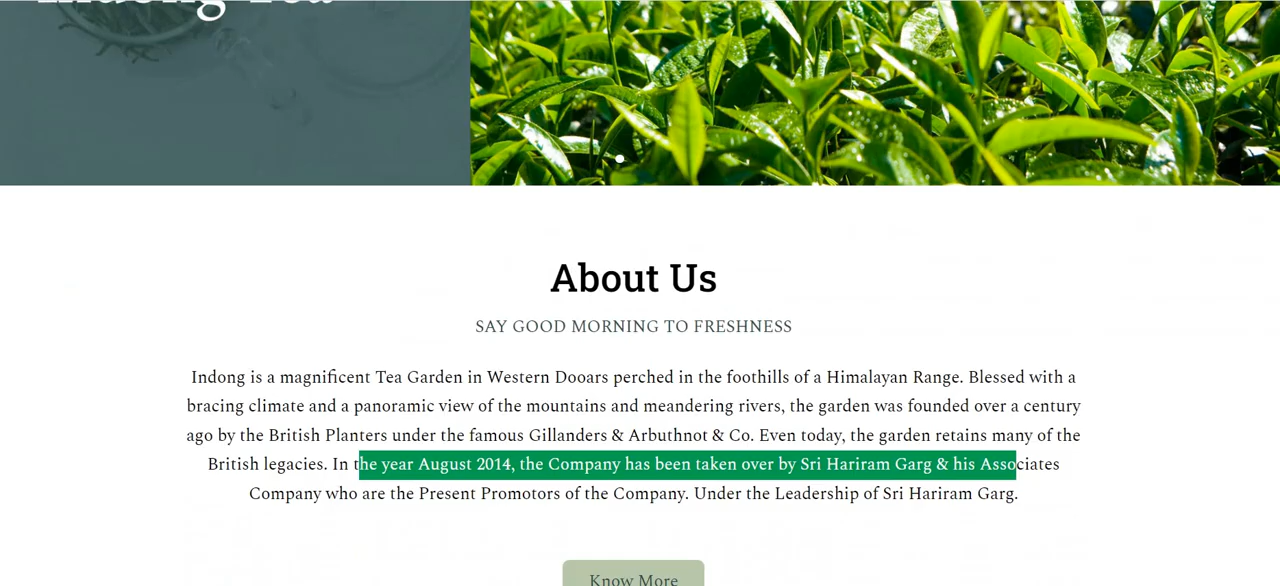 Indong Tea
About Us
SAY GOOD MORNING TO FRESHNESS
Indong is a magnificent Tea Garden in Western Dooars perched in the foothills of a Himalayan Range. Blessed with a
bracing climate and a panoramic view of the mountains and meandering rivers, the garden was founded over a century
ago by the British Planters under the famous Gillanders & Arbuthnot & Co. Even today, the garden retains many of the
British legacies. In the year August 2014, the Company has been taken over by Sri Hariram Garg & his Associates
Company who are the Present Promotors of the Company. Under the Leadership of Sri Hariram Garg.
Know More